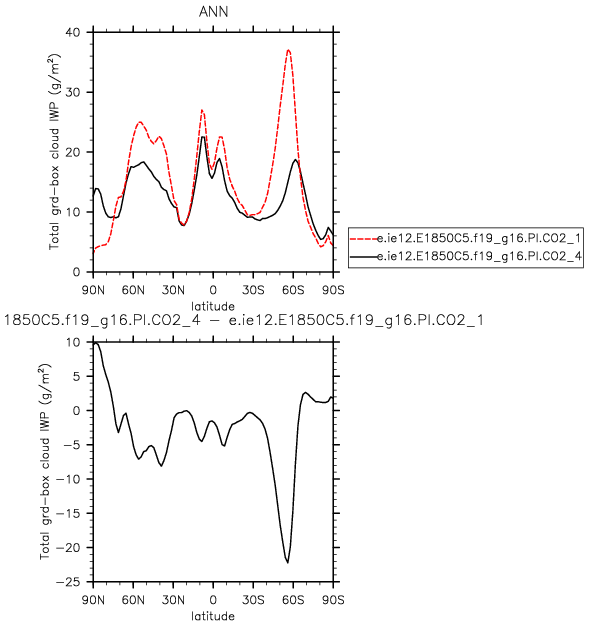 ANN
Total grd-box cloud IWP (g/m²)
40
30
20
10
0
90N 60N 30N 0 30S 60S 90S
latitude
e.ie12.E1850C5.f19_g16.PI.CO2_1
e.ie12.E1850C5.f19_g16.PI.CO2_4
1850C5.f19_g16.PI.CO2_4 - e.ie12.E1850C5.f19_g16.PI.CO2_1
Total grd-box cloud IWP (g/m²)
10
5
0
-5
-10
-15
-20
-25
90N 60N 30N 0 30S 60S 90S
latitude